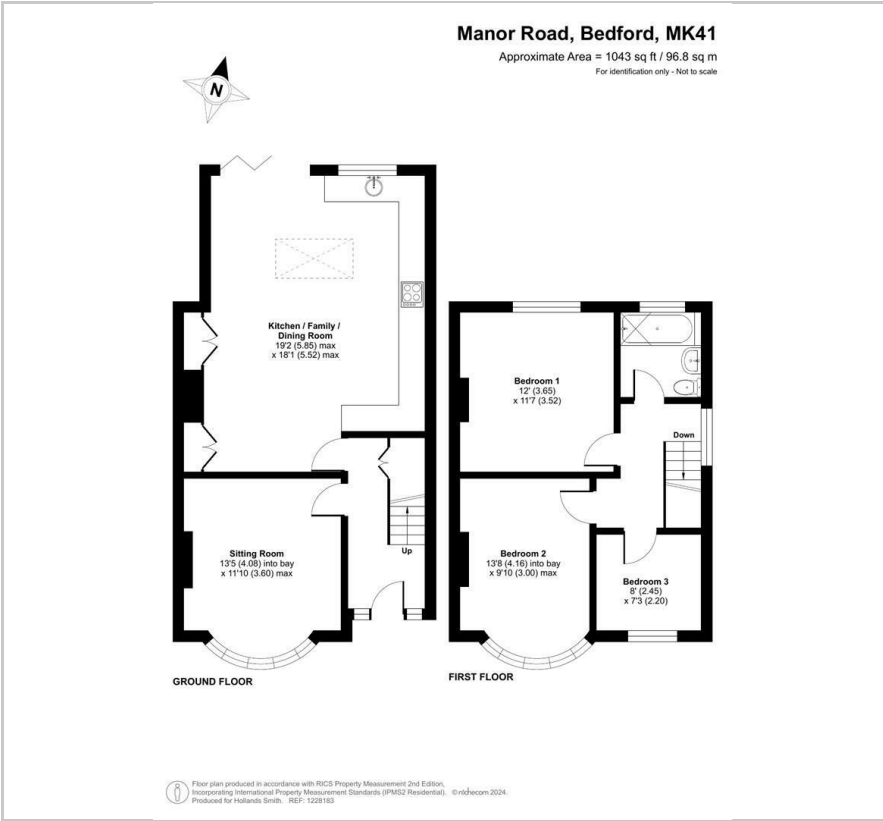 Manor Road, Bedford, MK41
Approximate Area = 1043 sq ft / 96.8 sq m
For identification only - Not to scale
N
Kitchen / Family /
Dining Room
19'2 (5.85) max
x 18'1 (5.52) max
Sitting Room
13'5 (4.08) into bay
x 11'10 (3.60) max
Up
GROUND FLOOR
Bedroom 1
12' (3.65)
x 11'7 (3.52)
Down
Bedroom 2
13'8 (4.16) into bay
x 9'10 (3.00) max
Bedroom 3
8' (2.45)
x 7'3 (2.20)
FIRST FLOOR
Floor plan produced in accordance with RICS Property Measurement 2nd Edition,
Incorporating International Property Measurement Standards (IPMS2 Residential). ©nichecom 2024.
Produced for Hollands Smith. REF: 1228183